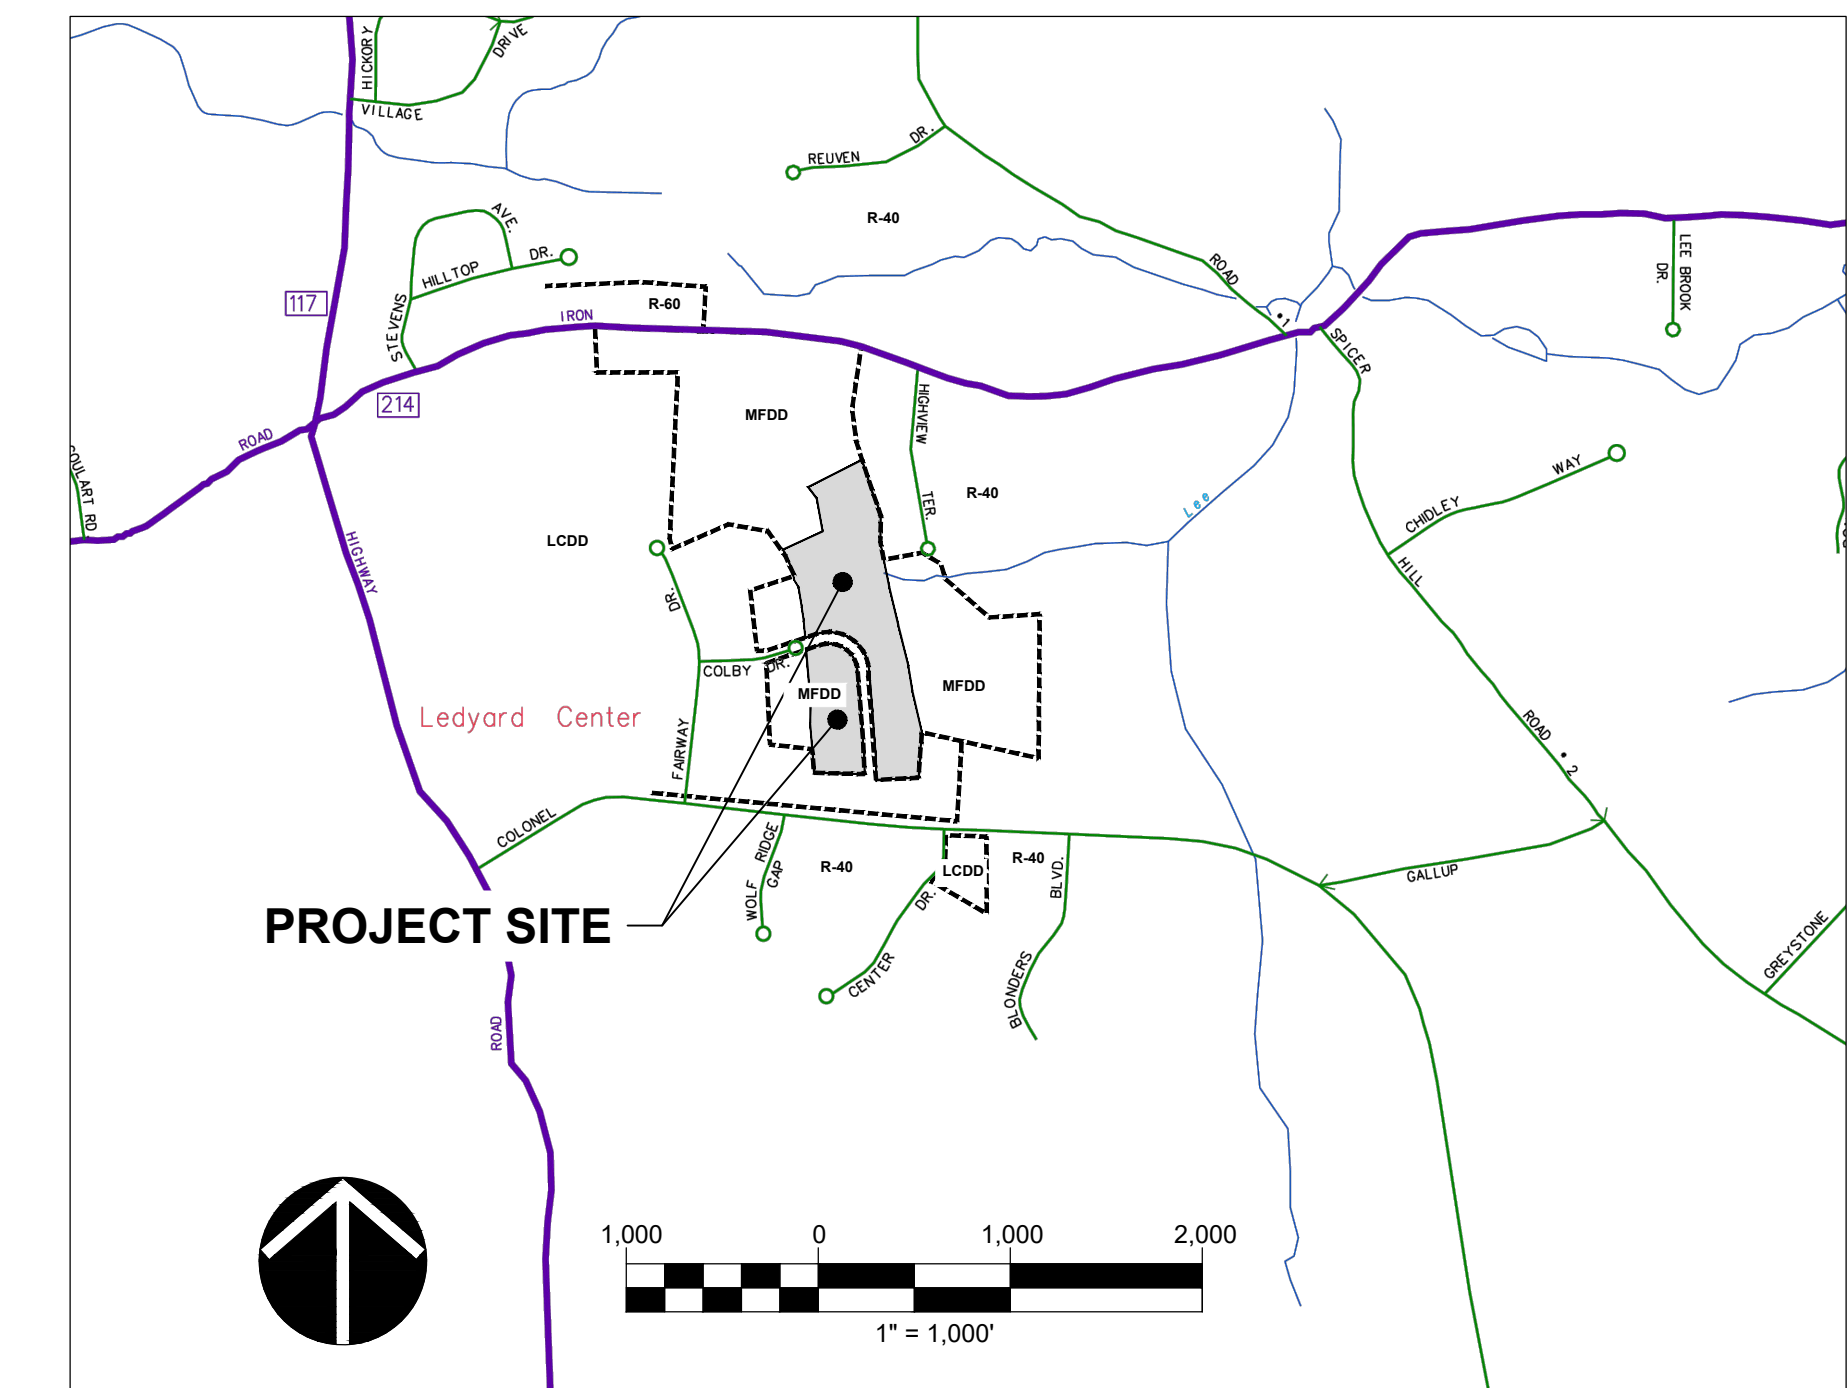 HICKORY
DRIVE
VILLAGE
REUVEN DR.
R-40
AVE.
HILLTOP DR.
STEVENS
R-60
IRON
117
214
ROAD
ROAD
1
SPICER
LEE BROOK
DR.
ROAD
MFDD
HIGHVIEW
TER.
R-40
Lee
CHIDLEY WAY
HILL
HIGHWAY
LCDD
DR.
COLBY DR.
MFDD
MFDD
Ledyard Center
FAIRWAY
ROAD
2
COLONEL
RIDGE
WOLF GAP
R-40
LCDD
R-40
BLVD.
DR.
GALLUP
PROJECT SITE
CENTER
BLONDERS
GREYSTONE
ROAD
1,000 0 1,000 2,000
1" = 1,000'